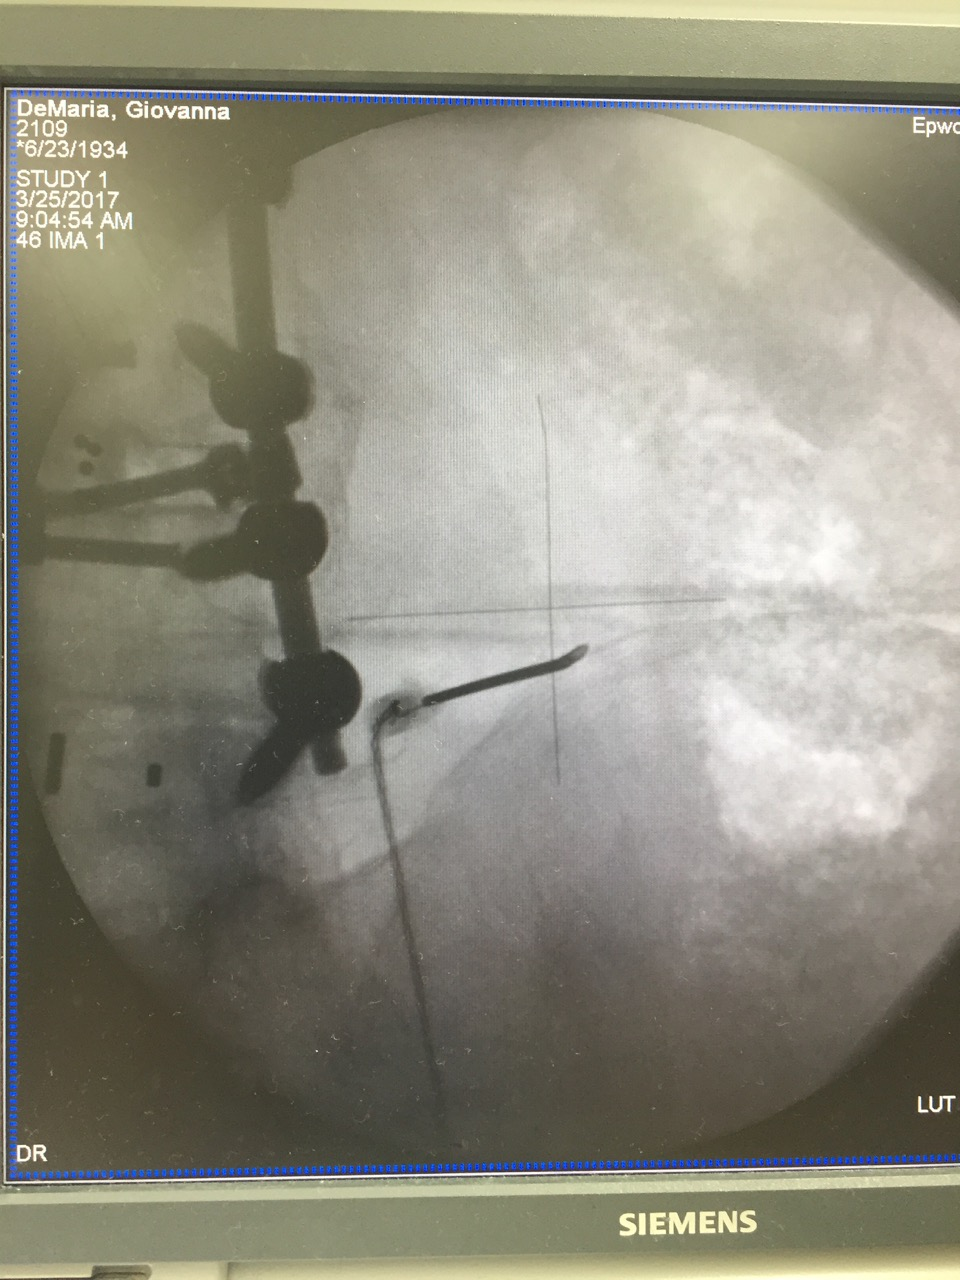 DeMaria, Giovanna
2109
*6/23/1934
STUDY 1
3/25/2017
9:04:54 AM
46 IMA 1
Epwo
LUT
DR
SIEMENS